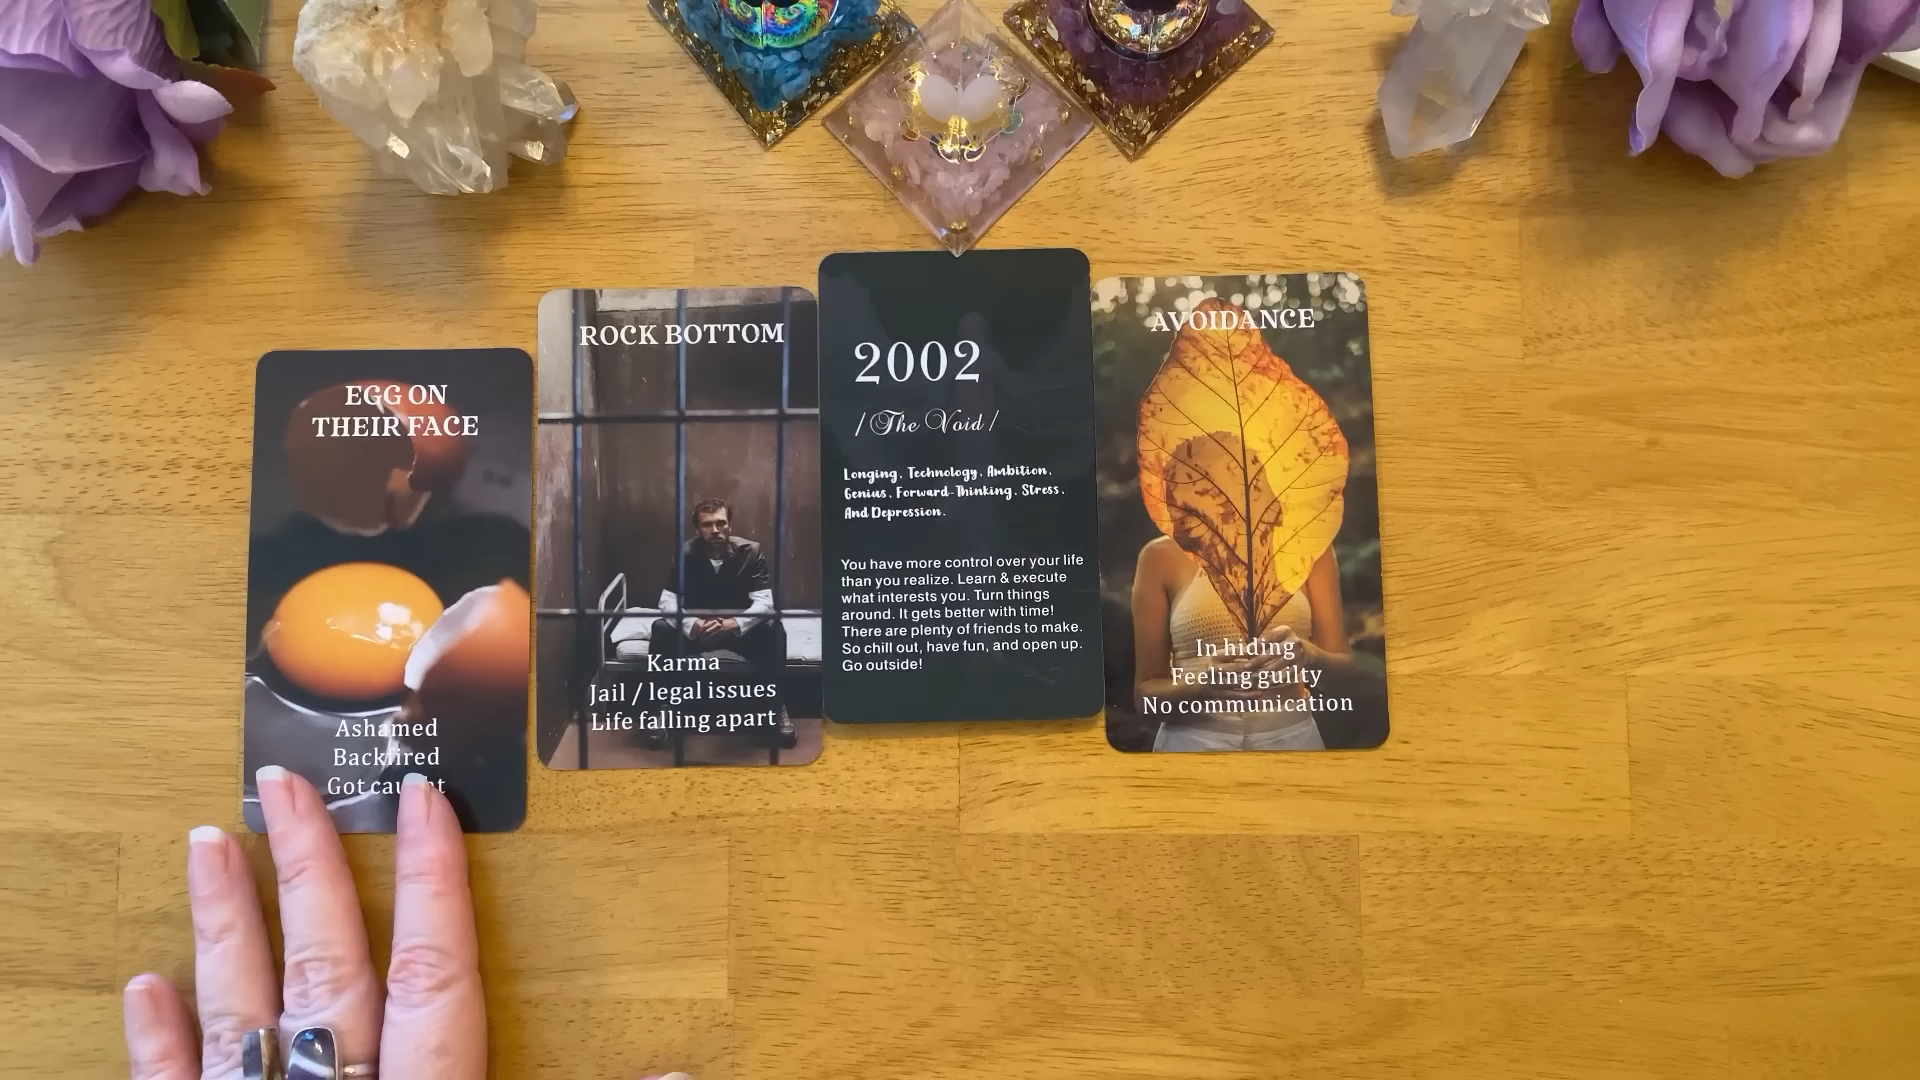 EGG ON
THEIR FACE
Ashamed
Backfired
ROCK BOTTOM
Karma
Jail / legal issues
Life falling apart
2002
/The Void/
Longing, Technology, Ambition,
Genius, Forward-Thinking, Stress,
And Depression.
You have more control over your life
than you realize. Learn & execute
what interests you. Turn things
around. It gets better with time!
There are plenty of friends to make.
So chill out, have fun, and open up.
Go outside!
AVOIDANCE
In hiding
Feeling guilty
No communication